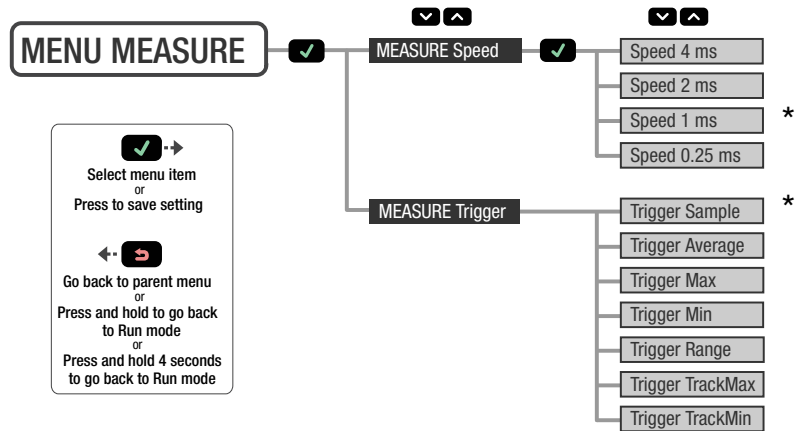 MENU MEASURE
MEASURE Speed
Speed 4 ms
Speed 2 ms
Speed 1 ms *
Speed 0.25 ms
MEASURE Trigger
Trigger Sample *
Trigger Average
Trigger Max
Trigger Min
Trigger Range
Trigger TrackMax
Trigger TrackMin
Select menu item
or
Press to save setting
Go back to parent menu
or
Press and hold to go back
to Run mode
or
Press and hold 4 seconds
to go back to Run mode